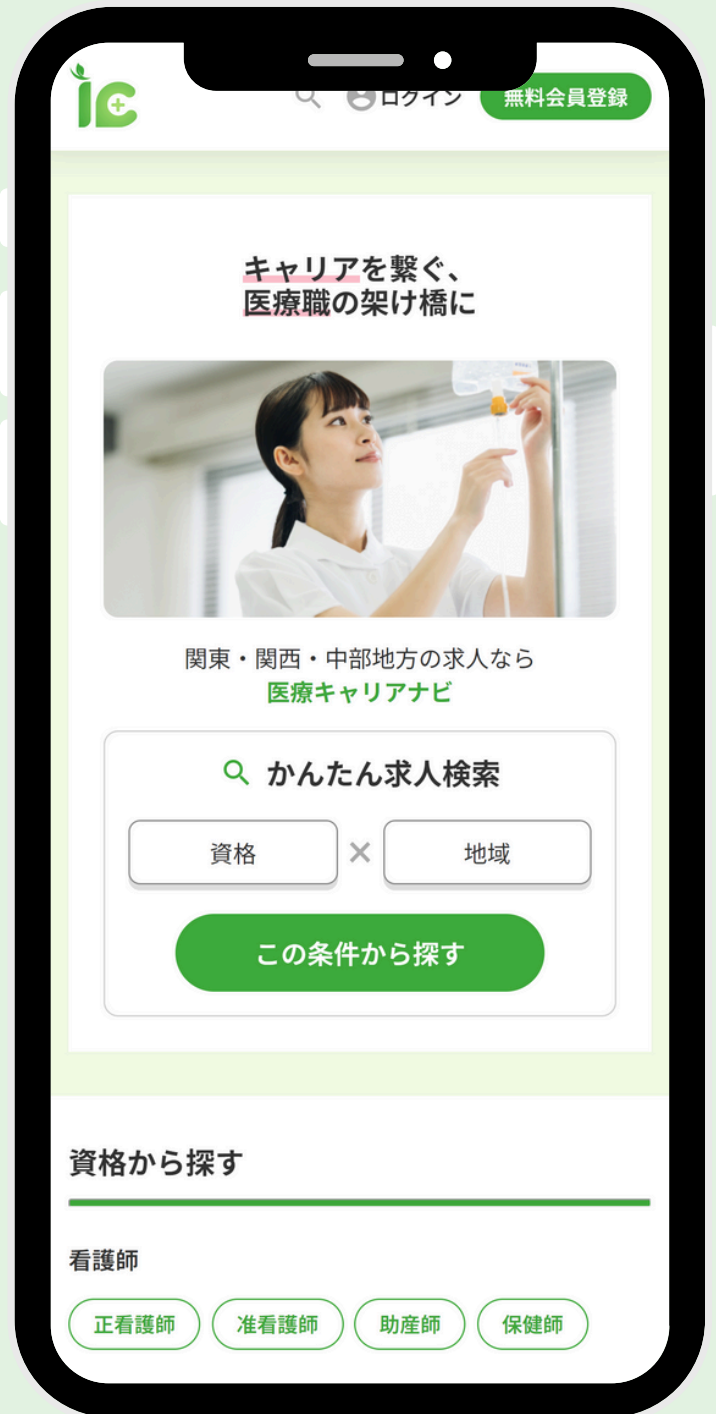 ic
ログイン
無料会員登録
キャリアを繋ぐ、
医療職の架け橋に
関東・関西・中部地方の求人なら
医療キャリアナビ
かんたん求人検索
資格 × 地域
この条件から探す
資格から探す
看護師
正看護師 准看護師 助産師 保健師